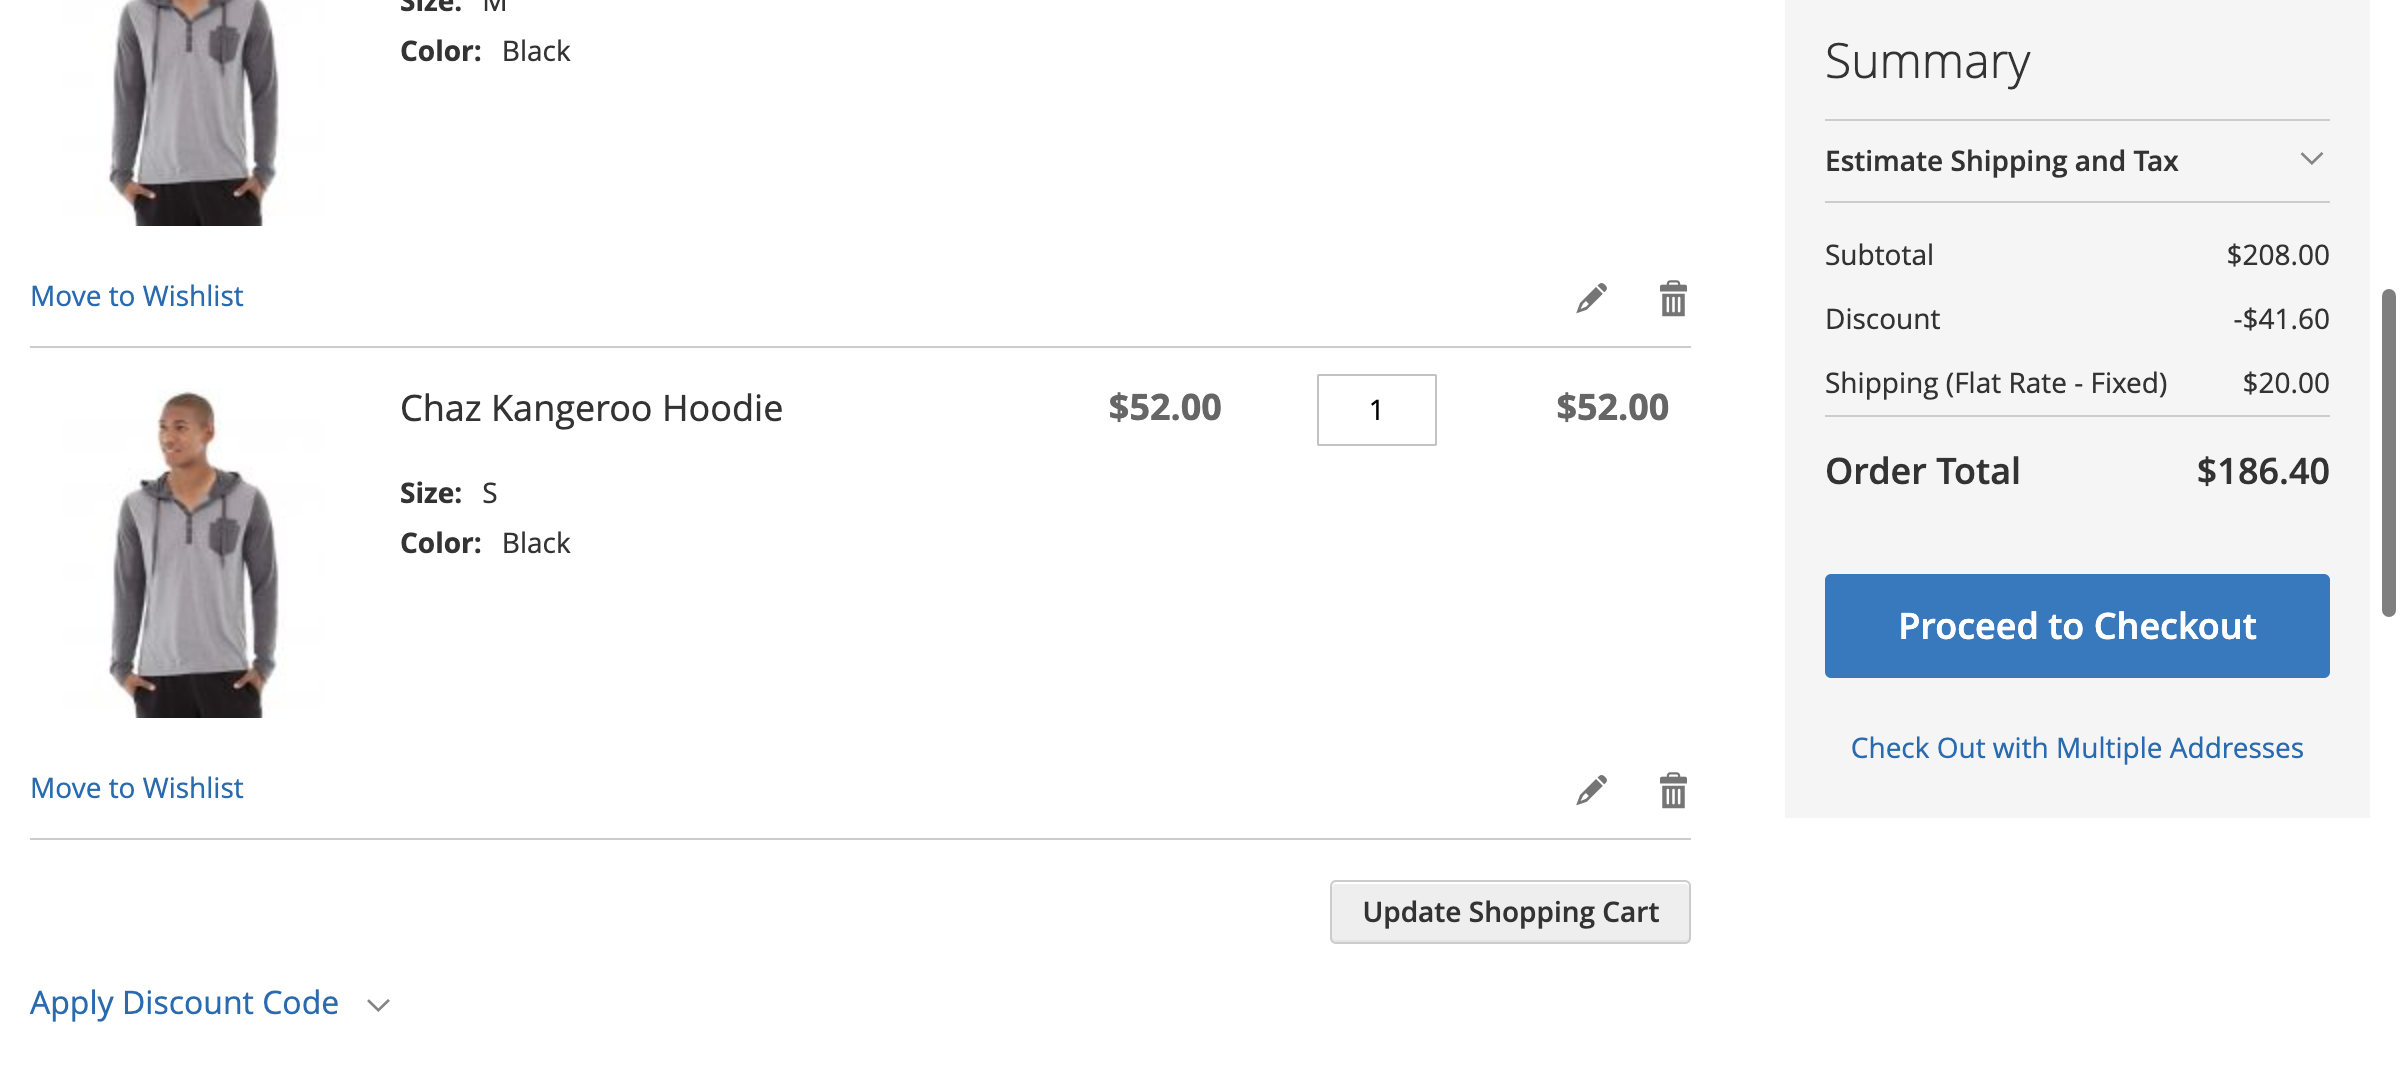 Size: M
Color: Black
Move to Wishlist
Chaz Kangeroo Hoodie $52.00 1 $52.00
Size: S
Color: Black
Move to Wishlist
Update Shopping Cart
Apply Discount Code
Summary
Estimate Shipping and Tax
Subtotal $208.00
Discount -$41.60
Shipping (Flat Rate - Fixed) $20.00
Order Total $186.40
Proceed to Checkout
Check Out with Multiple Addresses